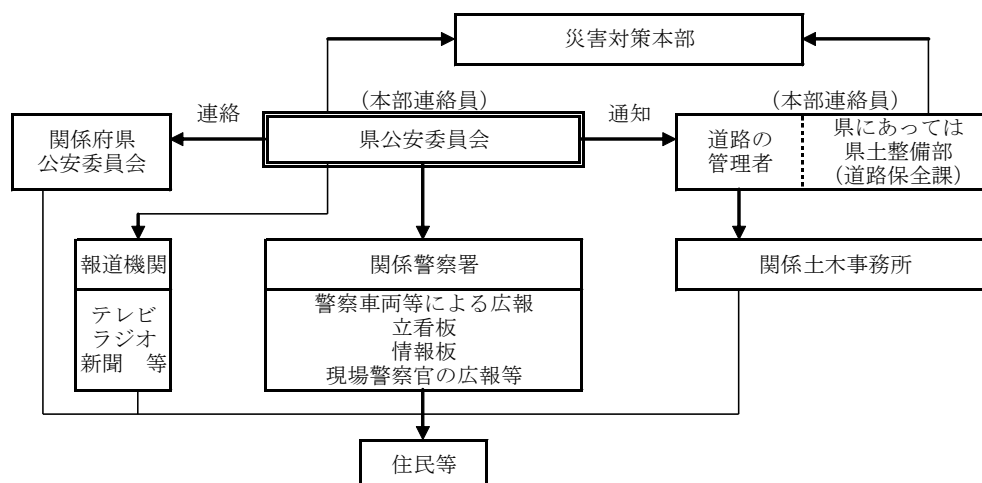 災害対策本部
(本部連絡員)
(本部連絡員)
連絡
通知
関係府県
公安委員会
県公安委員会
道路の
管理者
県にあっては
県土整備部
(道路保全課)
報道機関
関係警察署
関係土木事務所
テレビ
ラジオ
新聞　等
警察車両等による広報
立看板
情報板
現場警察官の広報等
住民等